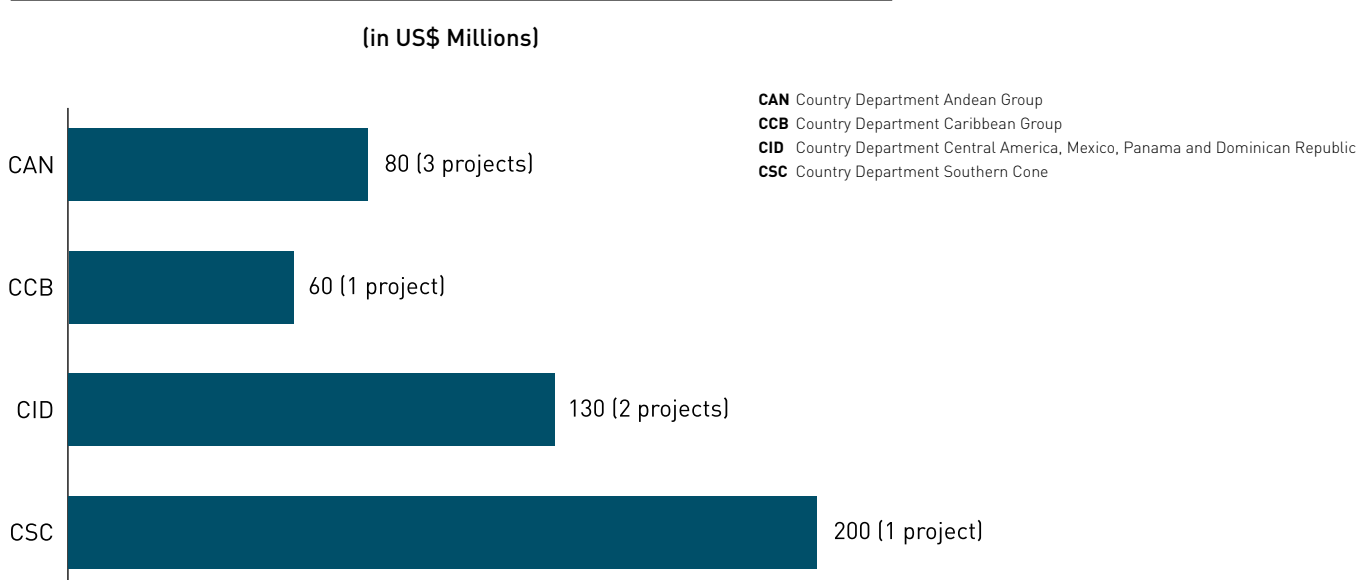 (in US$ Millions)
CAN Country Department Andean Group
CCB Country Department Caribbean Group
CID Country Department Central America, Mexico, Panama and Dominican Republic
CSC Country Department Southern Cone
CAN 80 (3 projects)
CCB 60 (1 project)
CID 130 (2 projects)
CSC 200 (1 project)